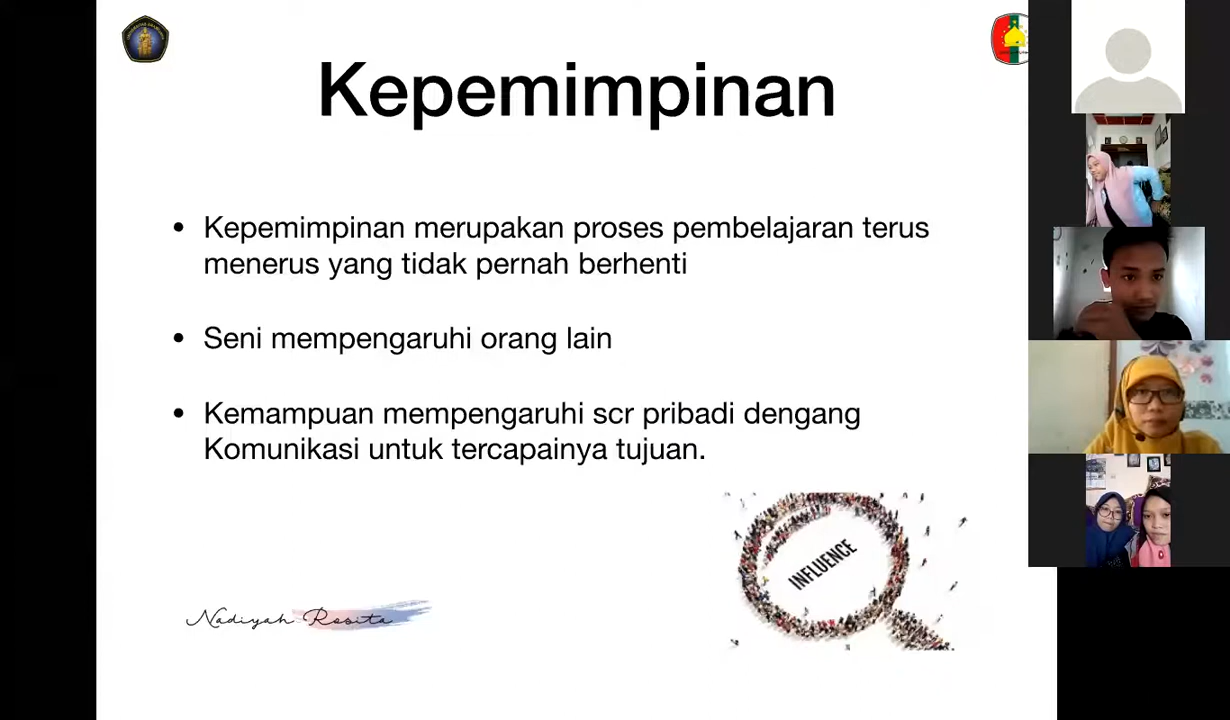 Kepemimpinan
• Kepemimpinan merupakan proses pembelajaran terus
menerus yang tidak pernah berhenti
• Seni mempengaruhi orang lain
• Kemampuan mempengaruhi scr pribadi dengang
Komunikasi untuk tercapainya tujuan.
INFLUENCE
Nadiyah Rosita